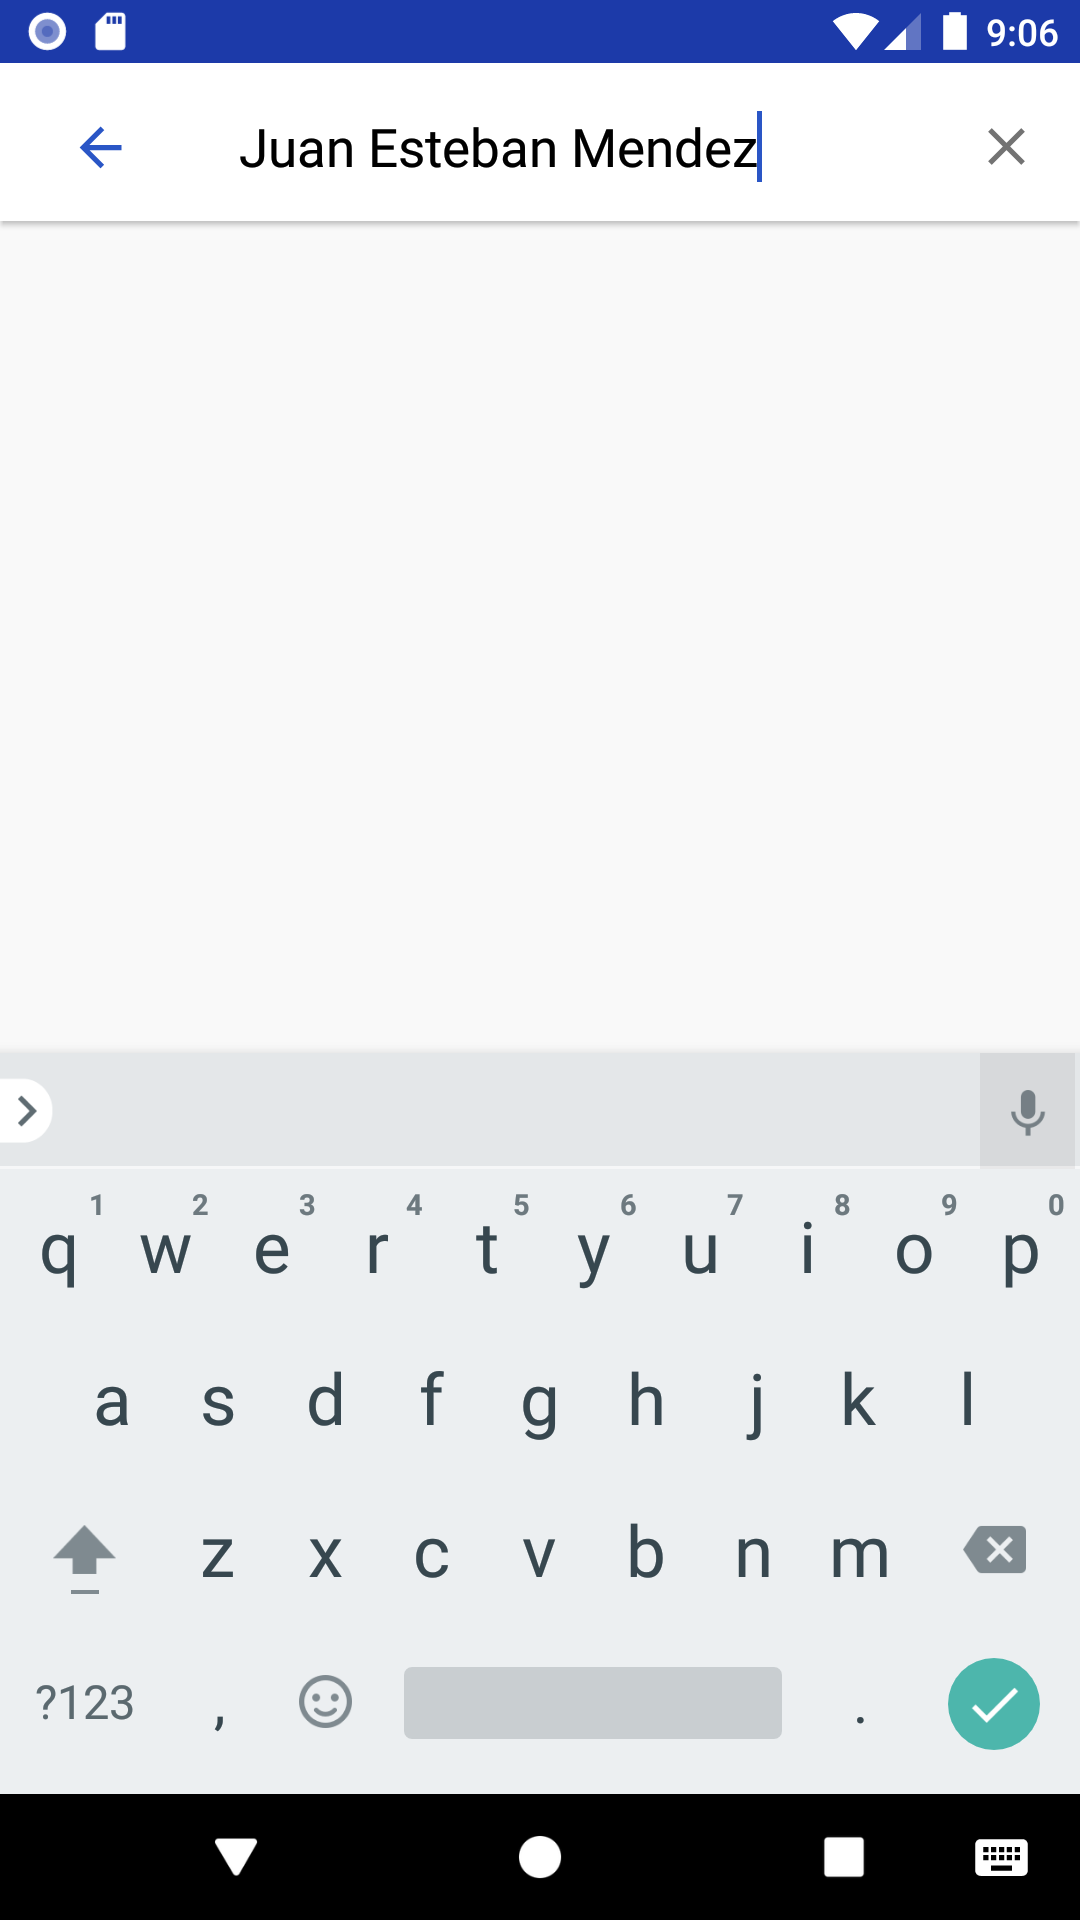 9:06
Juan Esteban Mendez
1 2 3 4 5 6 7 8 9 0
q w e r t y u i o p
a s d f g h j k l
z x c v b n m
?123 , .